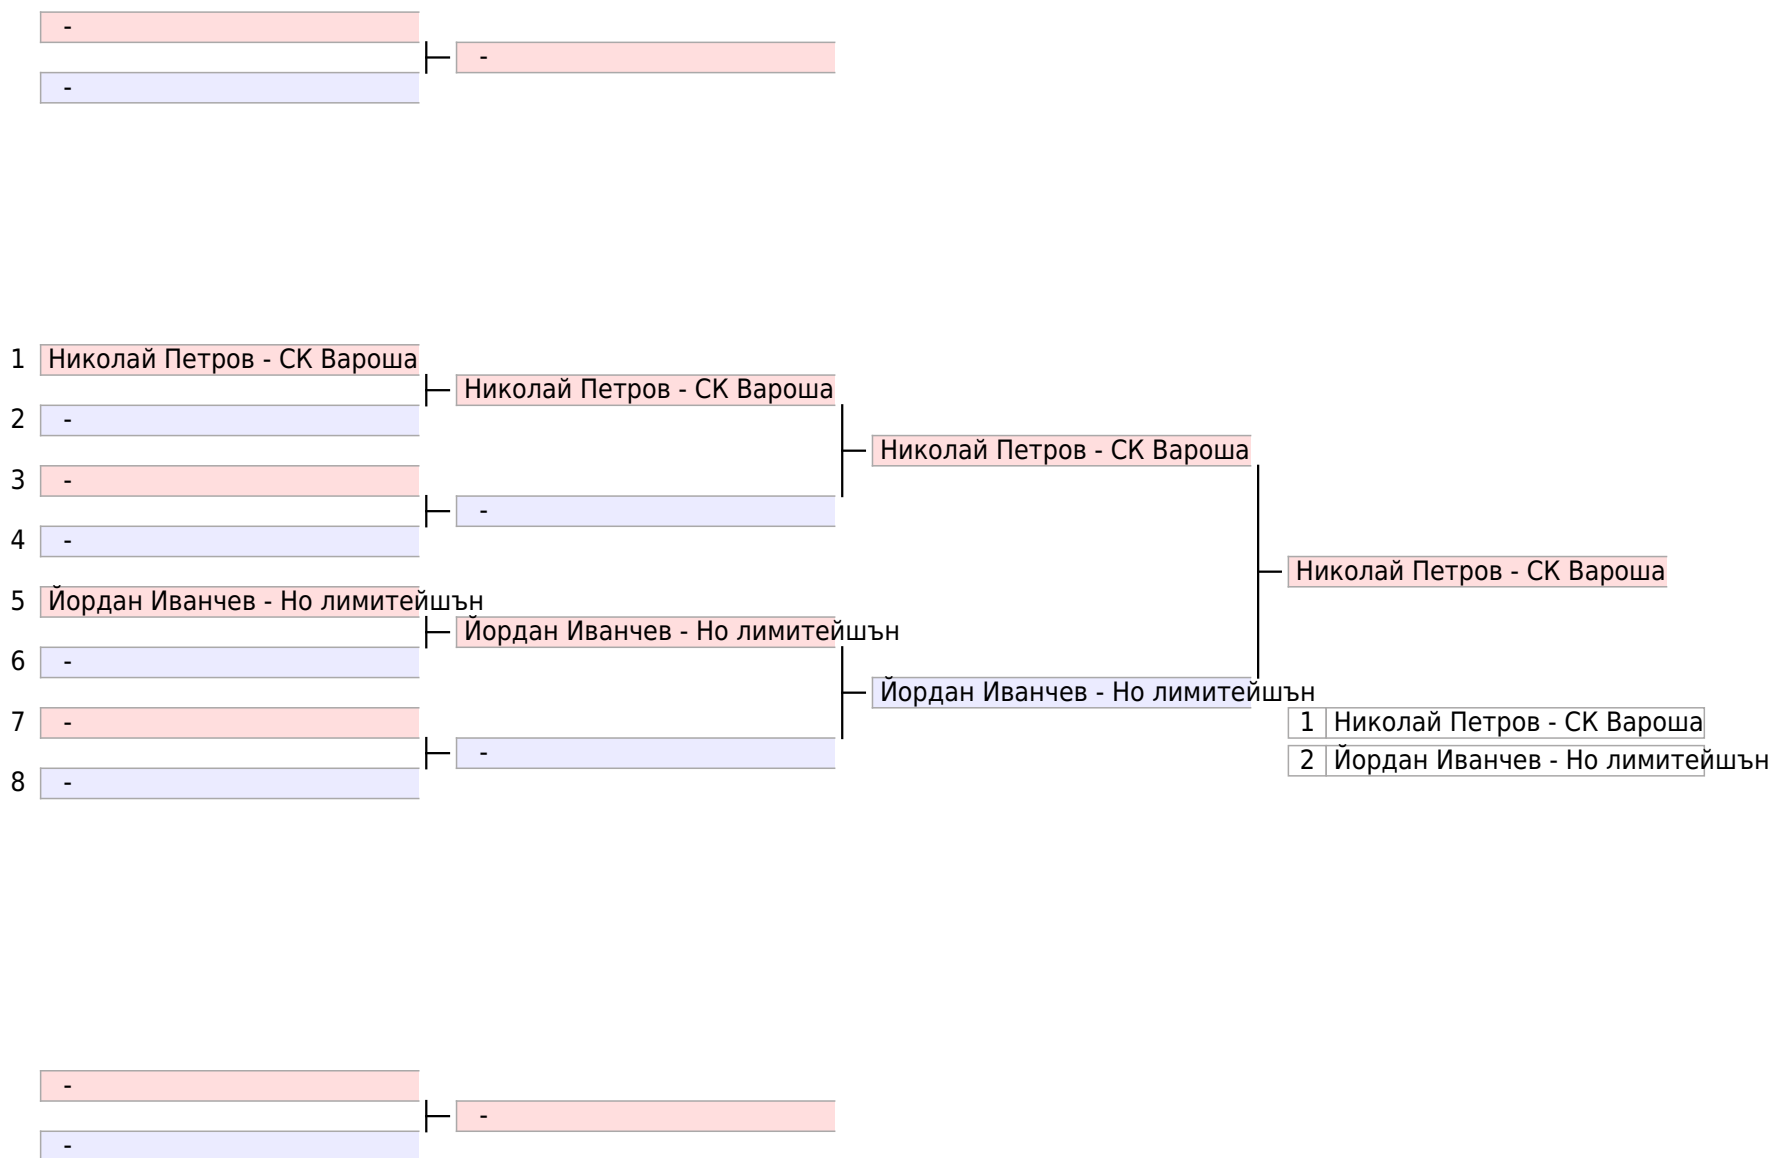 -
-
-
1 Николай Петров - СК Вароша
Николай Петров - СК Вароша
2 -
Николай Петров - СК Вароша
3 -
-
4 -
Николай Петров - СК Вароша
5 Йордан Иванчев - Но лимитейшън
Йордан Иванчев - Но лимитейшън
6 -
Йордан Иванчев - Но лимитейшън
7 -
1 Николай Петров - СК Вароша
-
2 Йордан Иванчев - Но лимитейшън
8 -
-
-
-